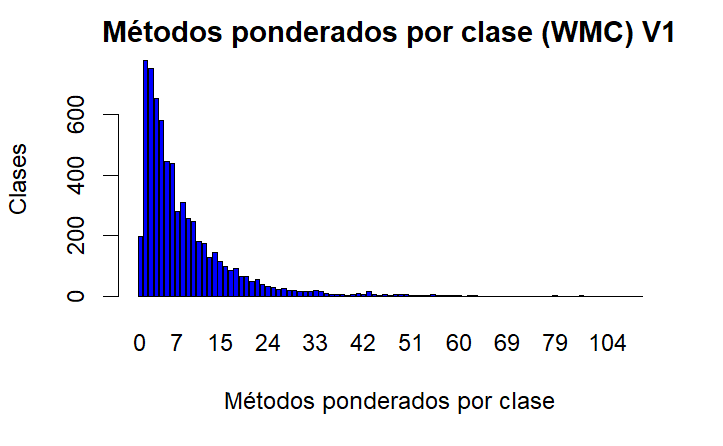 Métodos ponderados por clase (WMC) V1
Clases
600
400
200
0
0 7 15 24 33 42 51 60 69 79 104
Métodos ponderados por clase